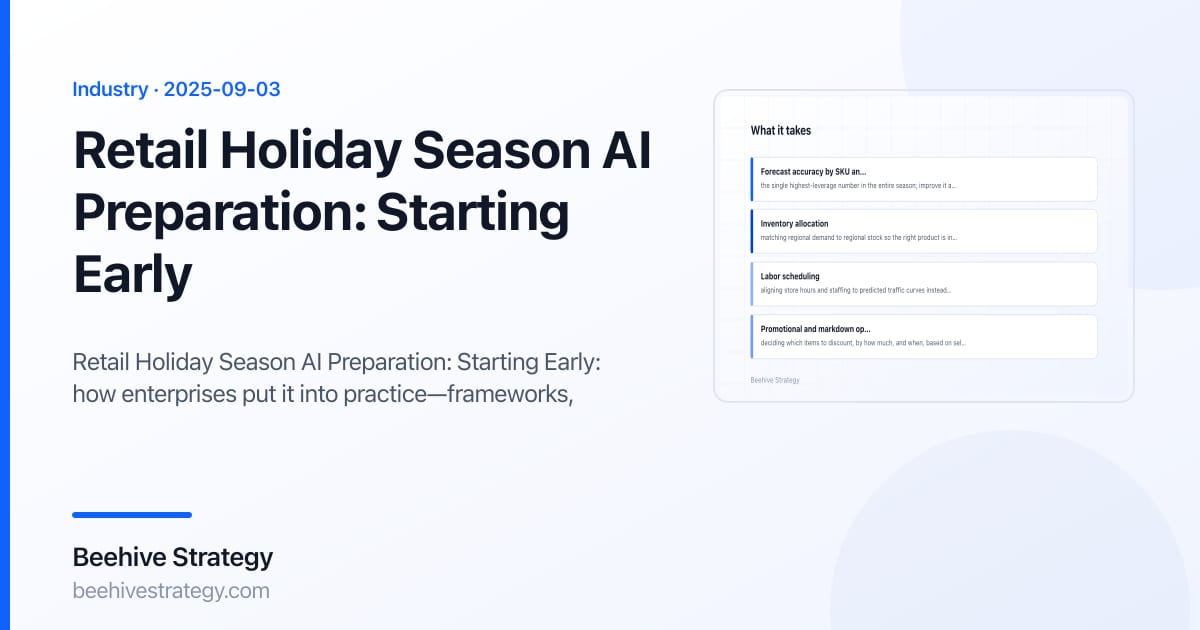 Industry · 2025-09-03
Retail Holiday Season AI
Preparation: Starting
Early
Retail Holiday Season AI Preparation: Starting Early:
how enterprises put it into practice—frameworks,
Beehive Strategy
beehivestrategy.com
What it takes
Forecast accuracy by SKU an...
the single highest-leverage number in the entire season; improve it a...
Inventory allocation
matching regional demand to regional stock so the right product is in...
Labor scheduling
aligning store hours and staffing to predicted traffic curves instead...
Promotional and markdown op...
deciding which items to discount, by how much, and when, based on sel...
Beehive Strategy